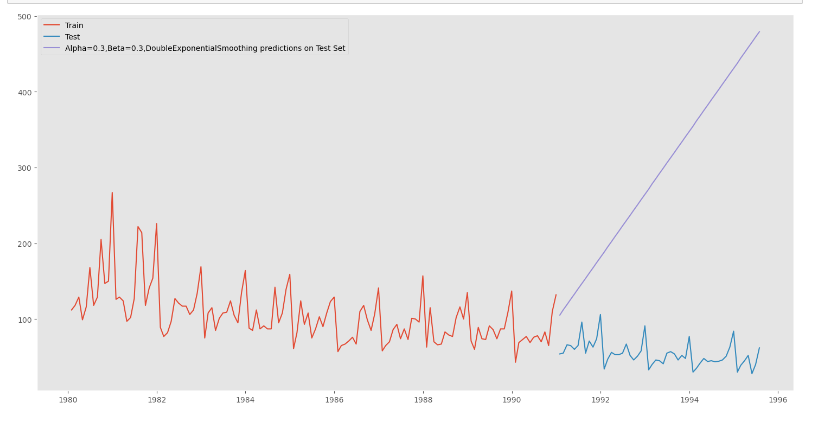 500
Train
Test
Alpha=0.3,Beta=0.3,DoubleExponentialSmoothing predictions on Test Set
400
300
200
100
1980 1982 1984 1986 1988 1990 1992 1994 1996